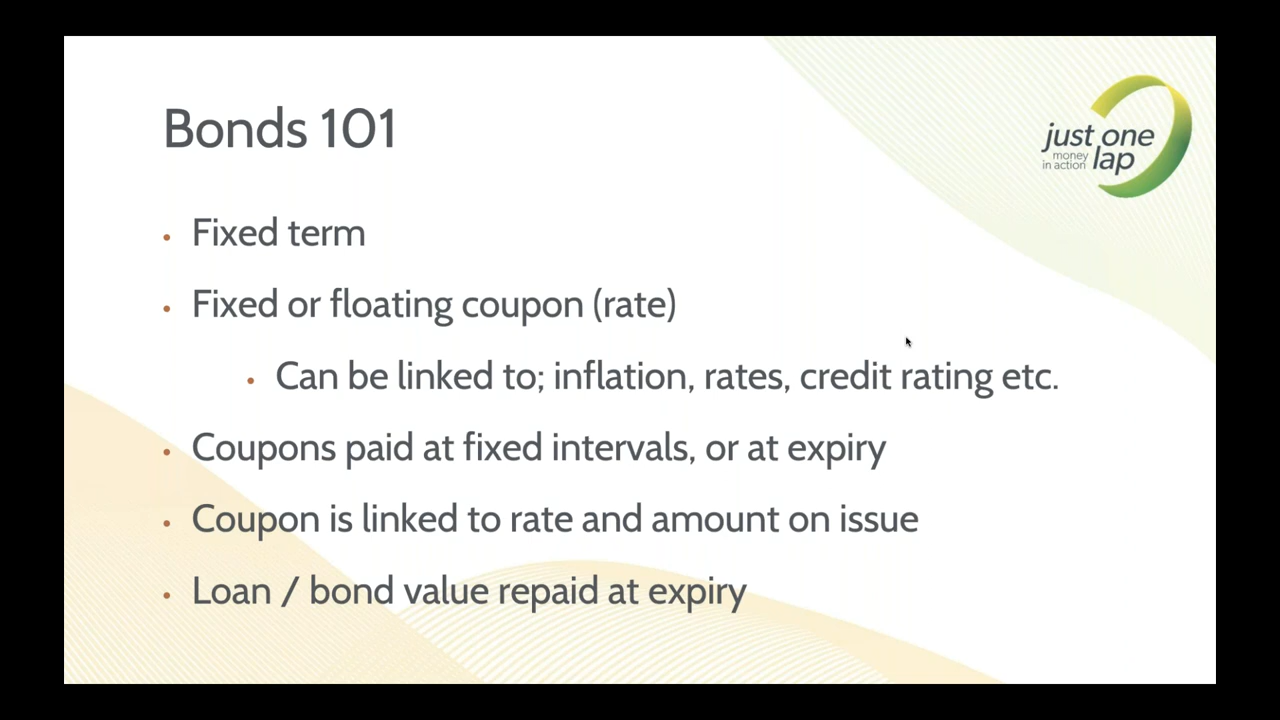 Bonds 101
just one
money
in action lap
• Fixed term
• Fixed or floating coupon (rate)
• Can be linked to; inflation, rates, credit rating etc.
• Coupons paid at fixed intervals, or at expiry
• Coupon is linked to rate and amount on issue
• Loan / bond value repaid at expiry